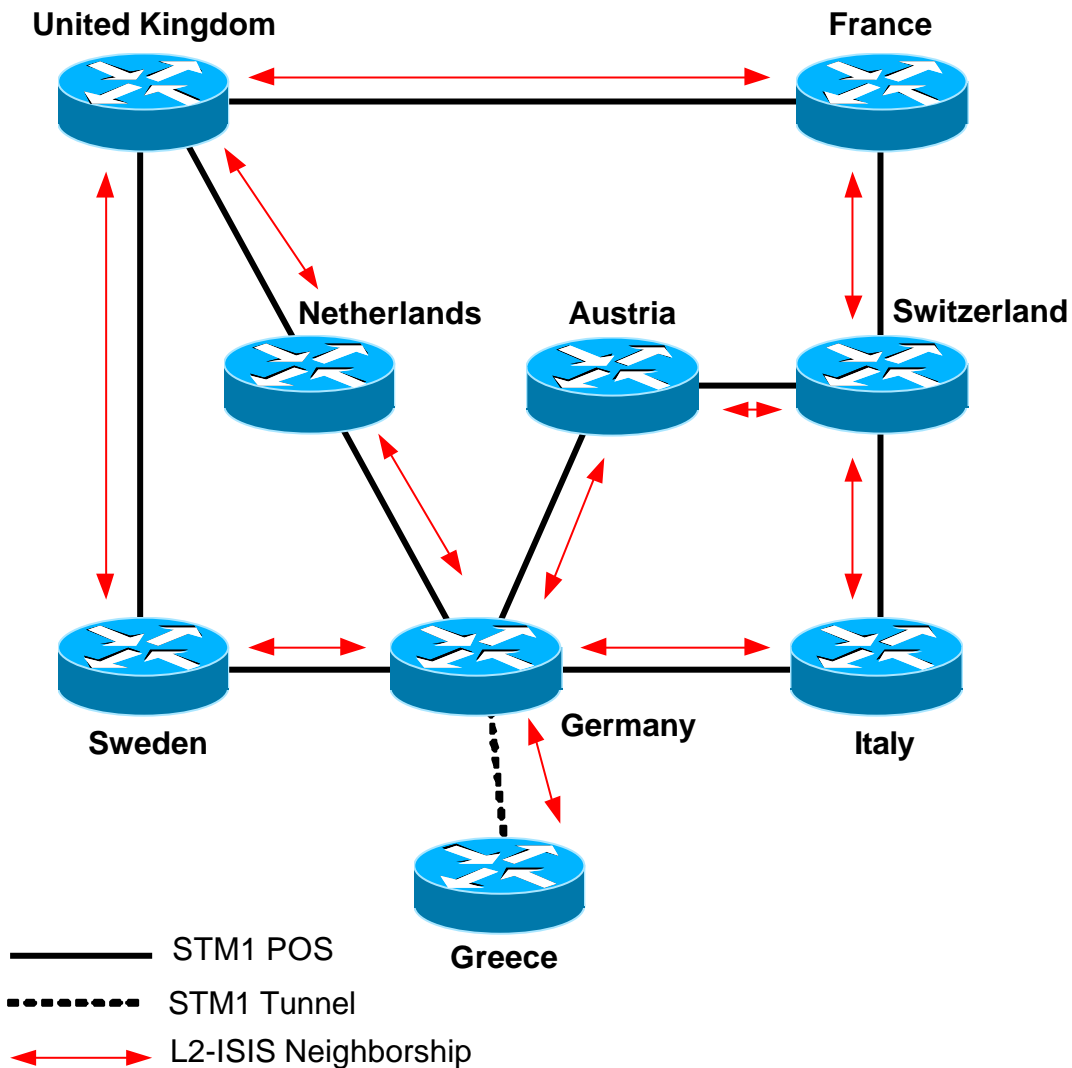 United Kingdom
France
Netherlands
Austria
Switzerland
Sweden
Germany
Italy
Greece
STM1 POS
STM1 Tunnel
L2-ISIS Neighborship